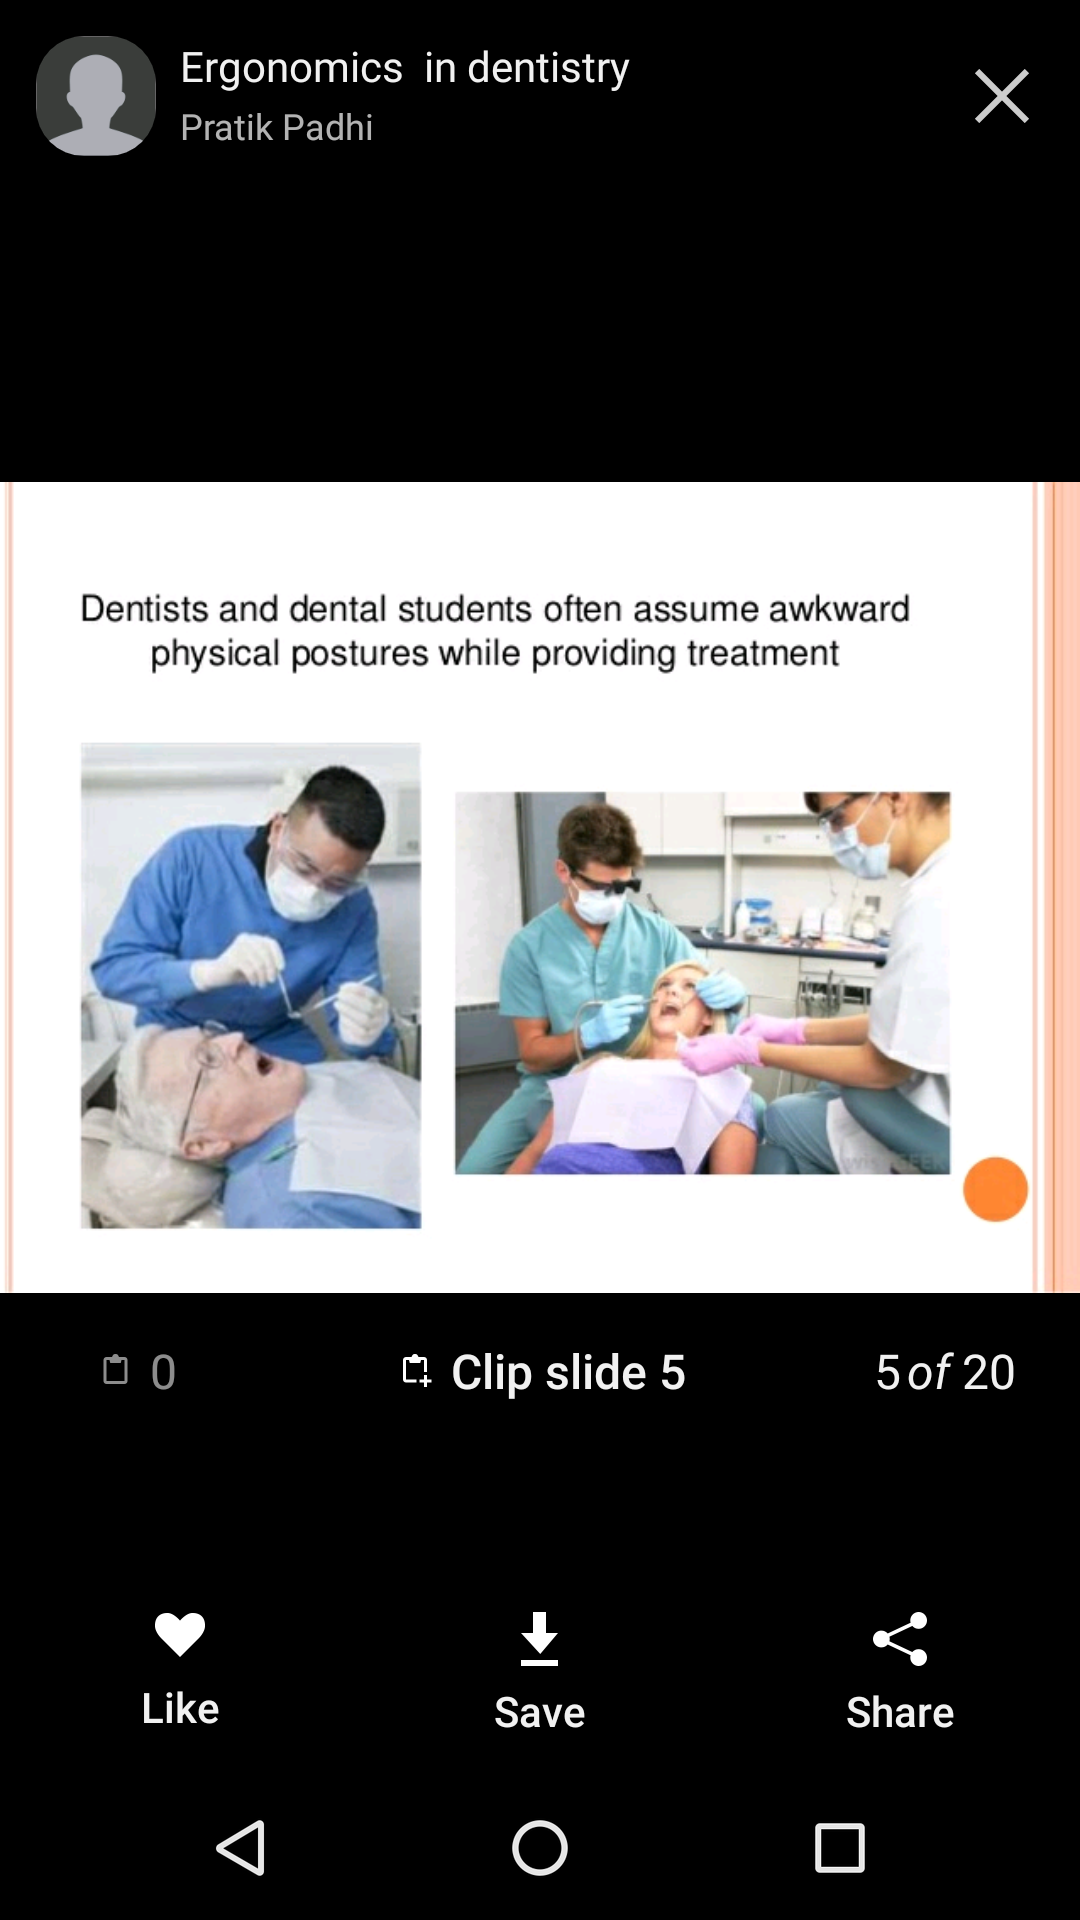 Ergonomics  in dentistry
Pratik Padhi
Dentists and dental students often assume awkward
physical postures while providing treatment
0
Clip slide 5
5 of 20
Like
Save
Share